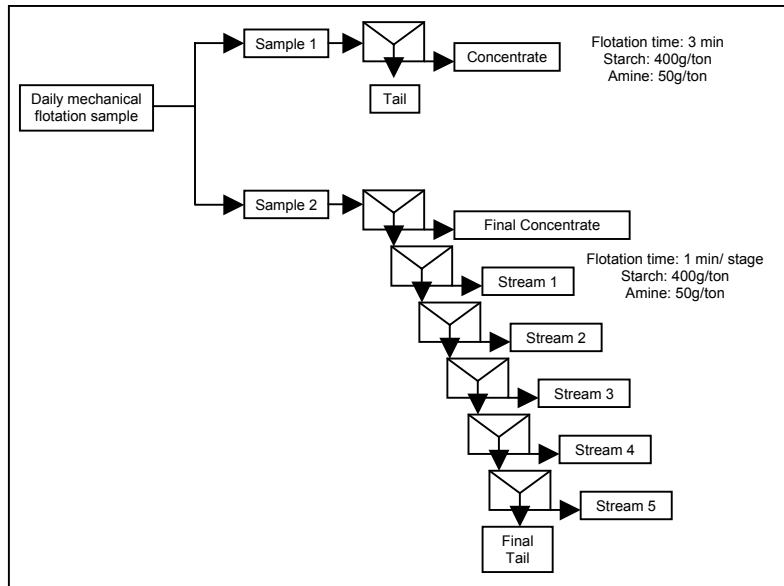 Sample 1
Concentrate
Flotation time: 3 min
Starch: 400g/ton
Amine: 50g/ton
Tail
Daily mechanical
flotation sample
Sample 2
Final Concentrate
Flotation time: 1 min/ stage
Starch: 400g/ton
Amine: 50g/ton
Stream 1
Stream 2
Stream 3
Stream 4
Stream 5
Final
Tail